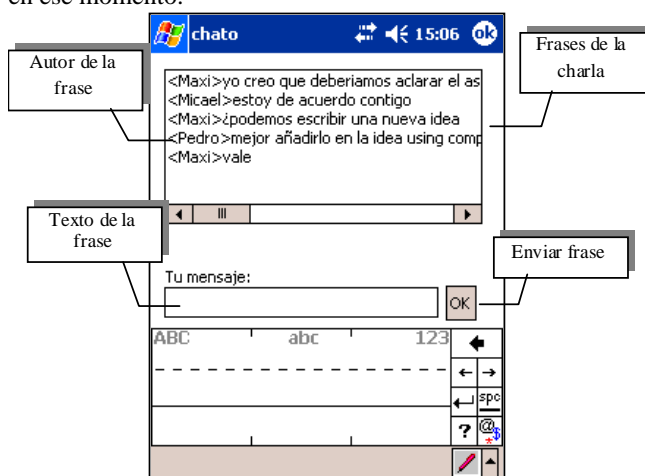 en ese momento.
chato
15:06
ok
Autor de la
frase
Frases de la
charla
<Maxi>yo creo que deberiamos aclarar el as
<Micael>estoy de acuerdo contigo
<Maxi>¿podemos escribir una nueva idea
<Pedro>mejor añadirlo en la idea using comp
<Maxi>vale
Texto de la
frase
Enviar frase
Tu mensaje:
OK
ABC abc 123
spc
? @*$